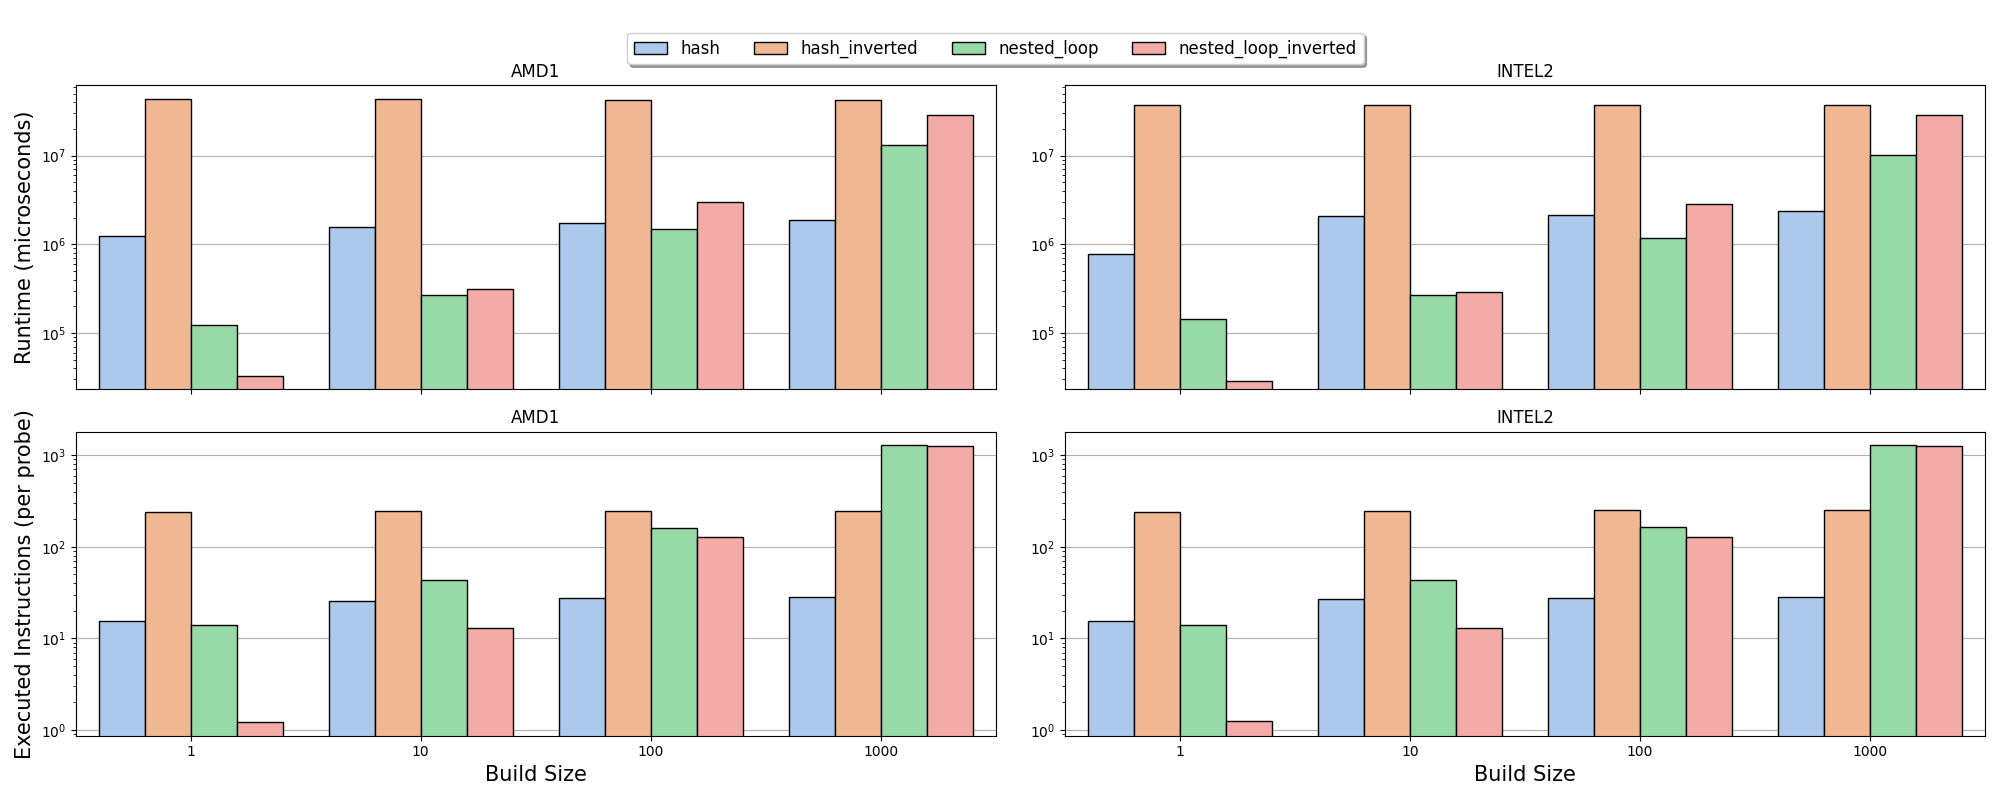 hash hash_inverted nested_loop nested_loop_inverted
AMD1 INTEL2
Runtime (microseconds)
10^7 10^7
10^6 10^6
10^5 10^5
AMD1 INTEL2
Executed Instructions (per probe)
10^3 10^3
10^2 10^2
10^1 10^1
10^0 10^0
1 10 100 1000 1 10 100 1000
Build Size Build Size